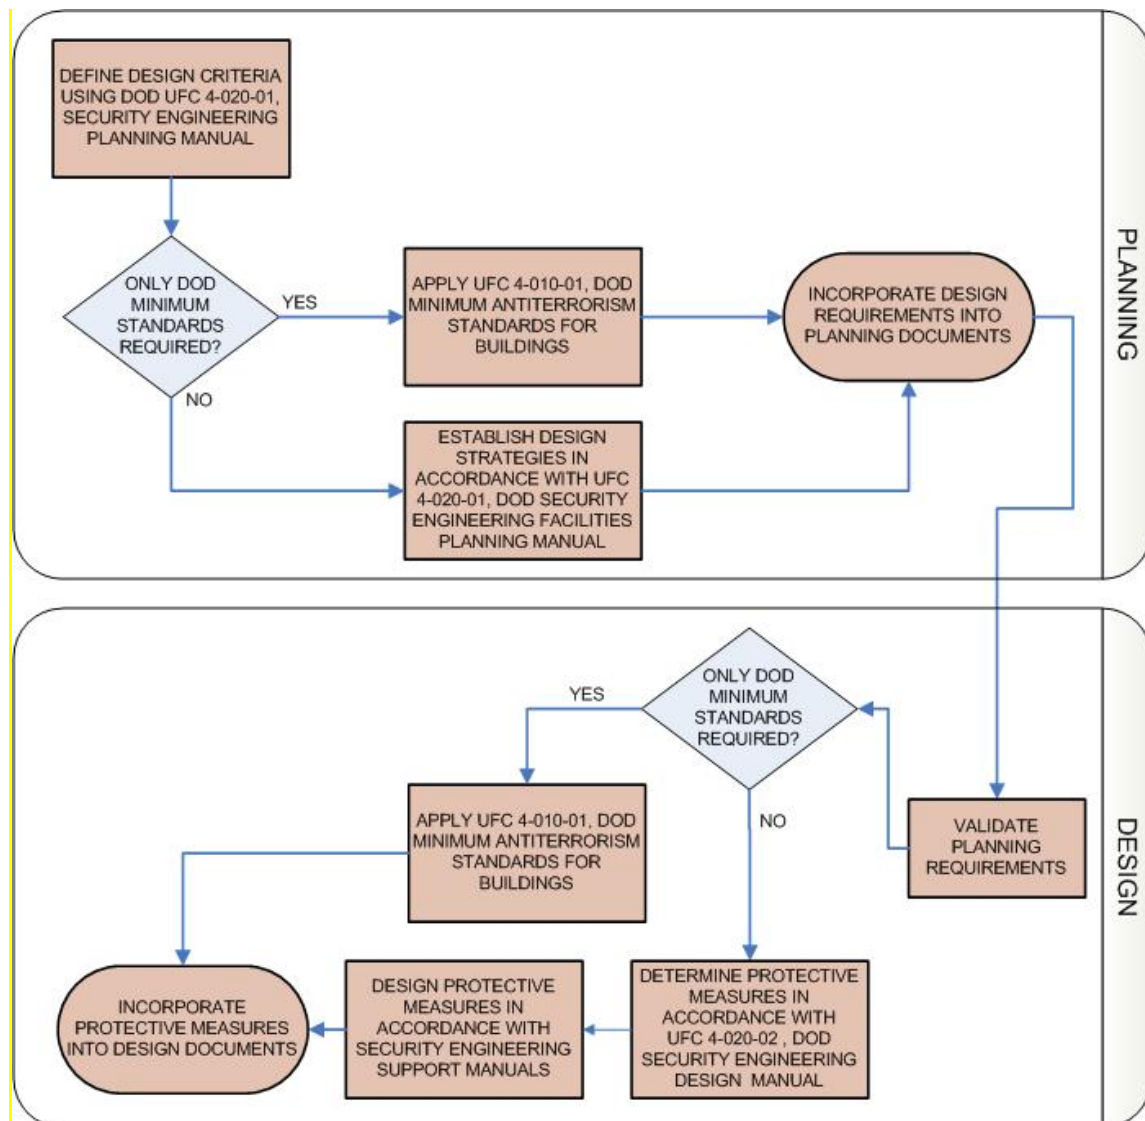 DEFINE DESIGN CRITERIA
USING DOD UFC 4-020-01,
SECURITY ENGINEERING
PLANNING MANUAL
ONLY DOD
MINIMUM
STANDARDS
REQUIRED?
YES
NO
APPLY UFC 4-010-01, DOD
MINIMUM ANTITERRORISM
STANDARDS FOR
BUILDINGS
ESTABLISH DESIGN
STRATEGIES IN
ACCORDANCE WITH UFC
4-020-01, DOD SECURITY
ENGINEERING FACILITIES
PLANNING MANUAL
INCORPORATE DESIGN
REQUIREMENTS INTO
PLANNING DOCUMENTS
PLANNING
VALIDATE
PLANNING
REQUIREMENTS
ONLY DOD
MINIMUM
STANDARDS
REQUIRED?
YES
NO
APPLY UFC 4-010-01, DOD
MINIMUM ANTITERRORISM
STANDARDS FOR
BUILDINGS
DETERMINE PROTECTIVE
MEASURES IN
ACCORDANCE WITH
UFC 4-020-02 , DOD
SECURITY ENGINEERING
DESIGN MANUAL
DESIGN PROTECTIVE
MEASURES IN
ACCORDANCE WITH
SECURITY ENGINEERING
SUPPORT MANUALS
INCORPORATE
PROTECTIVE MEASURES
INTO DESIGN DOCUMENTS
DESIGN